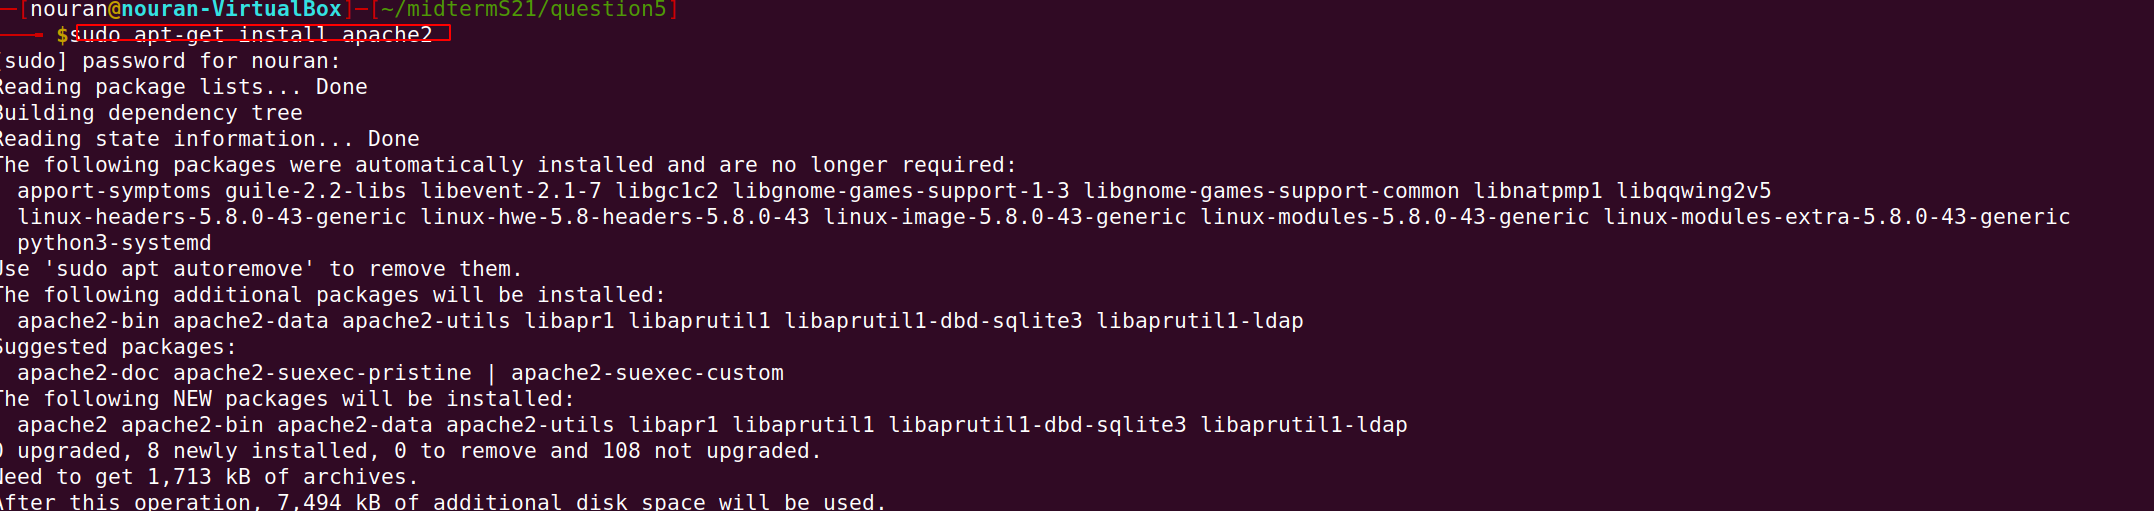 [nouran@nouran-VirtualBox]─[~/midtermS21/question5]
$sudo apt-get install apache2
[sudo] password for nouran:
Reading package lists... Done
Building dependency tree
Reading state information... Done
The following packages were automatically installed and are no longer required:
apport-symptoms guile-2.2-libs libevent-2.1-7 libgc1c2 libgnome-games-support-1-3 libgnome-games-support-common libnatpmp1 libqqwing2v5
linux-headers-5.8.0-43-generic linux-hwe-5.8-headers-5.8.0-43 linux-image-5.8.0-43-generic linux-modules-5.8.0-43-generic linux-modules-extra-5.8.0-43-generic
python3-systemd
Use 'sudo apt autoremove' to remove them.
The following additional packages will be installed:
apache2-bin apache2-data apache2-utils libapr1 libaprutil1 libaprutil1-dbd-sqlite3 libaprutil1-ldap
Suggested packages:
apache2-doc apache2-suexec-pristine | apache2-suexec-custom
The following NEW packages will be installed:
apache2 apache2-bin apache2-data apache2-utils libapr1 libaprutil1 libaprutil1-dbd-sqlite3 libaprutil1-ldap
0 upgraded, 8 newly installed, 0 to remove and 108 not upgraded.
Need to get 1,713 kB of archives.
After this operation, 7,494 kB of additional disk space will be used.